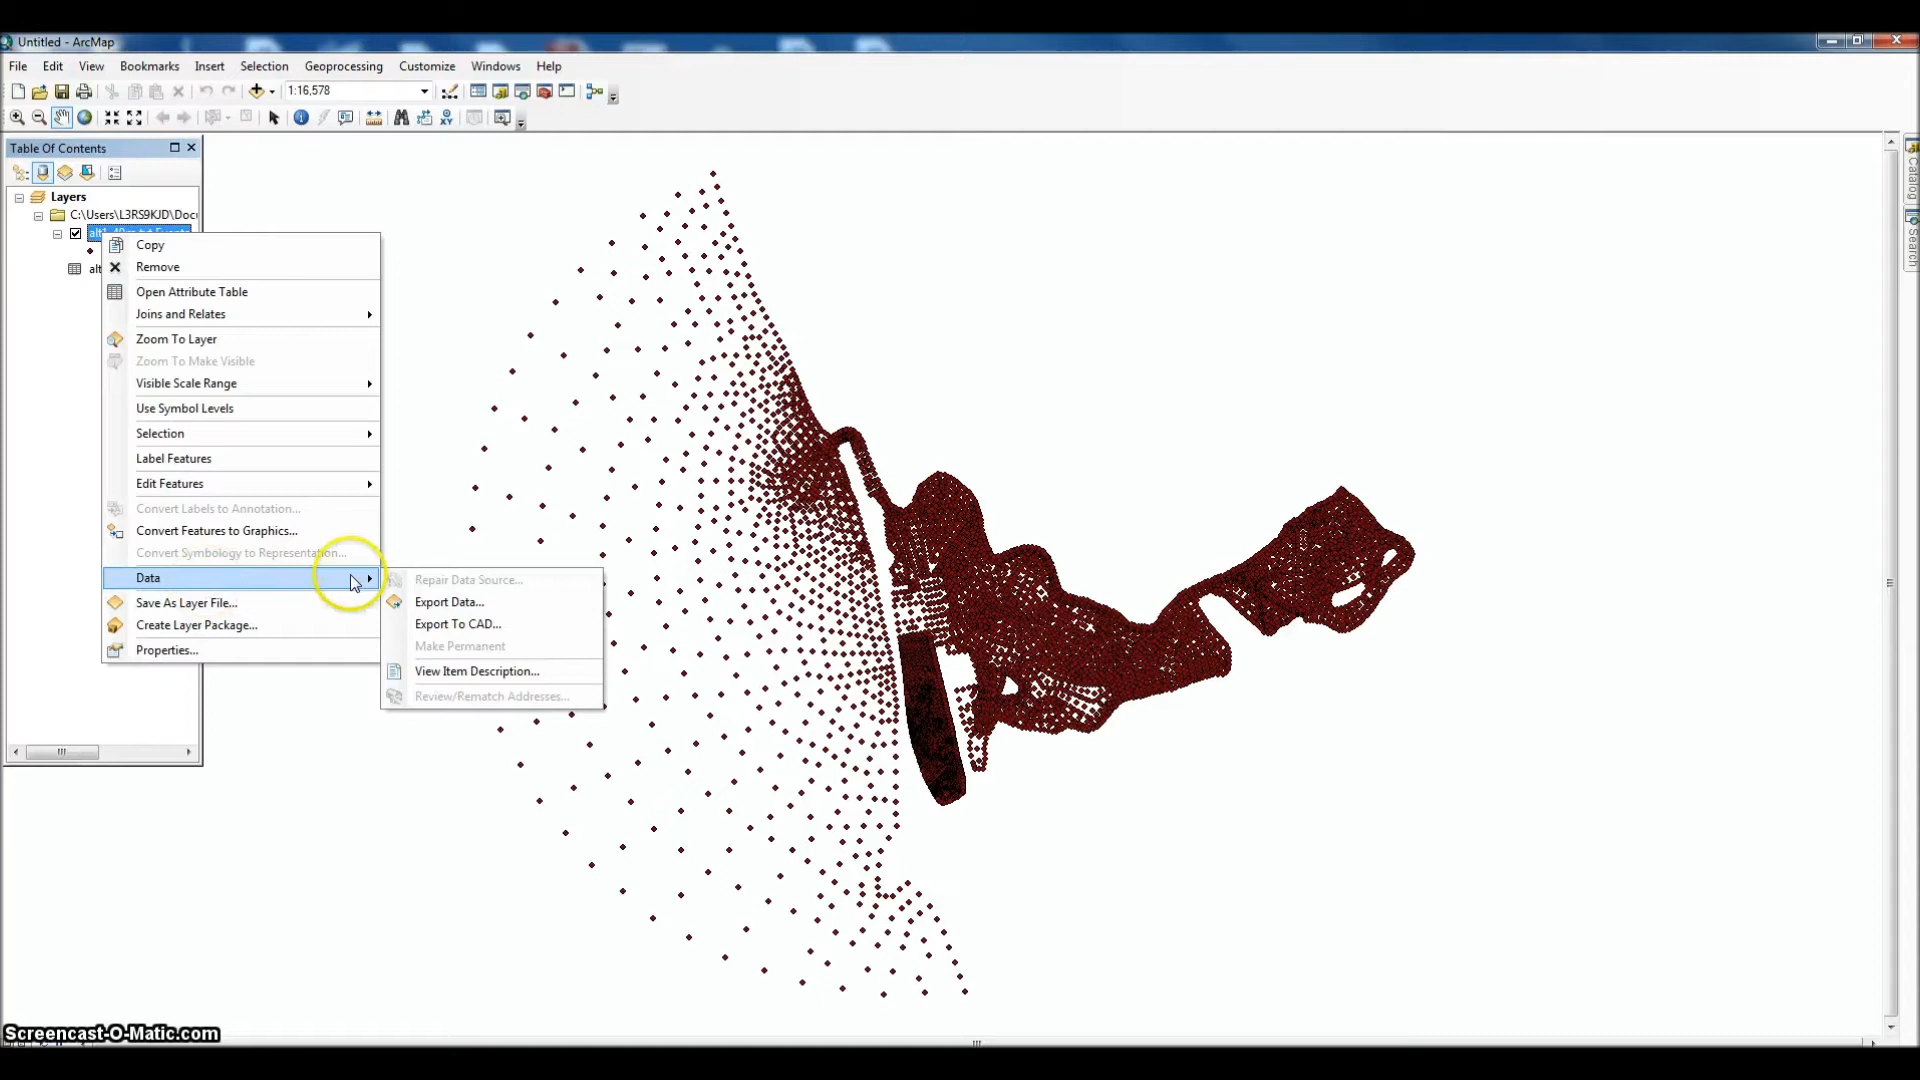 Untitled - ArcMap
File Edit View Bookmarks Insert Selection Geoprocessing Customize Windows Help
1:16,578
Table Of Contents
Layers
C:\Users\L3RS9KJD\Doc
alt
Copy
Remove
Open Attribute Table
Joins and Relates
Zoom To Layer
Zoom To Make Visible
Visible Scale Range
Use Symbol Levels
Selection
Label Features
Edit Features
Convert Labels to Annotation...
Convert Features to Graphics...
Convert Symbology to Representation...
Data
Save As Layer File...
Create Layer Package...
Properties...
Repair Data Source...
Export Data...
Export To CAD...
Make Permanent
View Item Description...
Review/Rematch Addresses...
Catalog
Search
Screencast-O-Matic.com